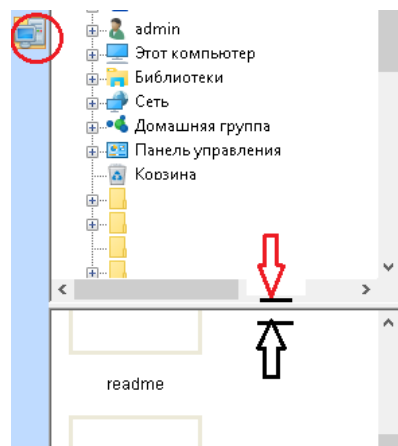 admin
Этот компьютер
Библиотеки
Сеть
Домашняя группа
Панель управления
Корзина
readme